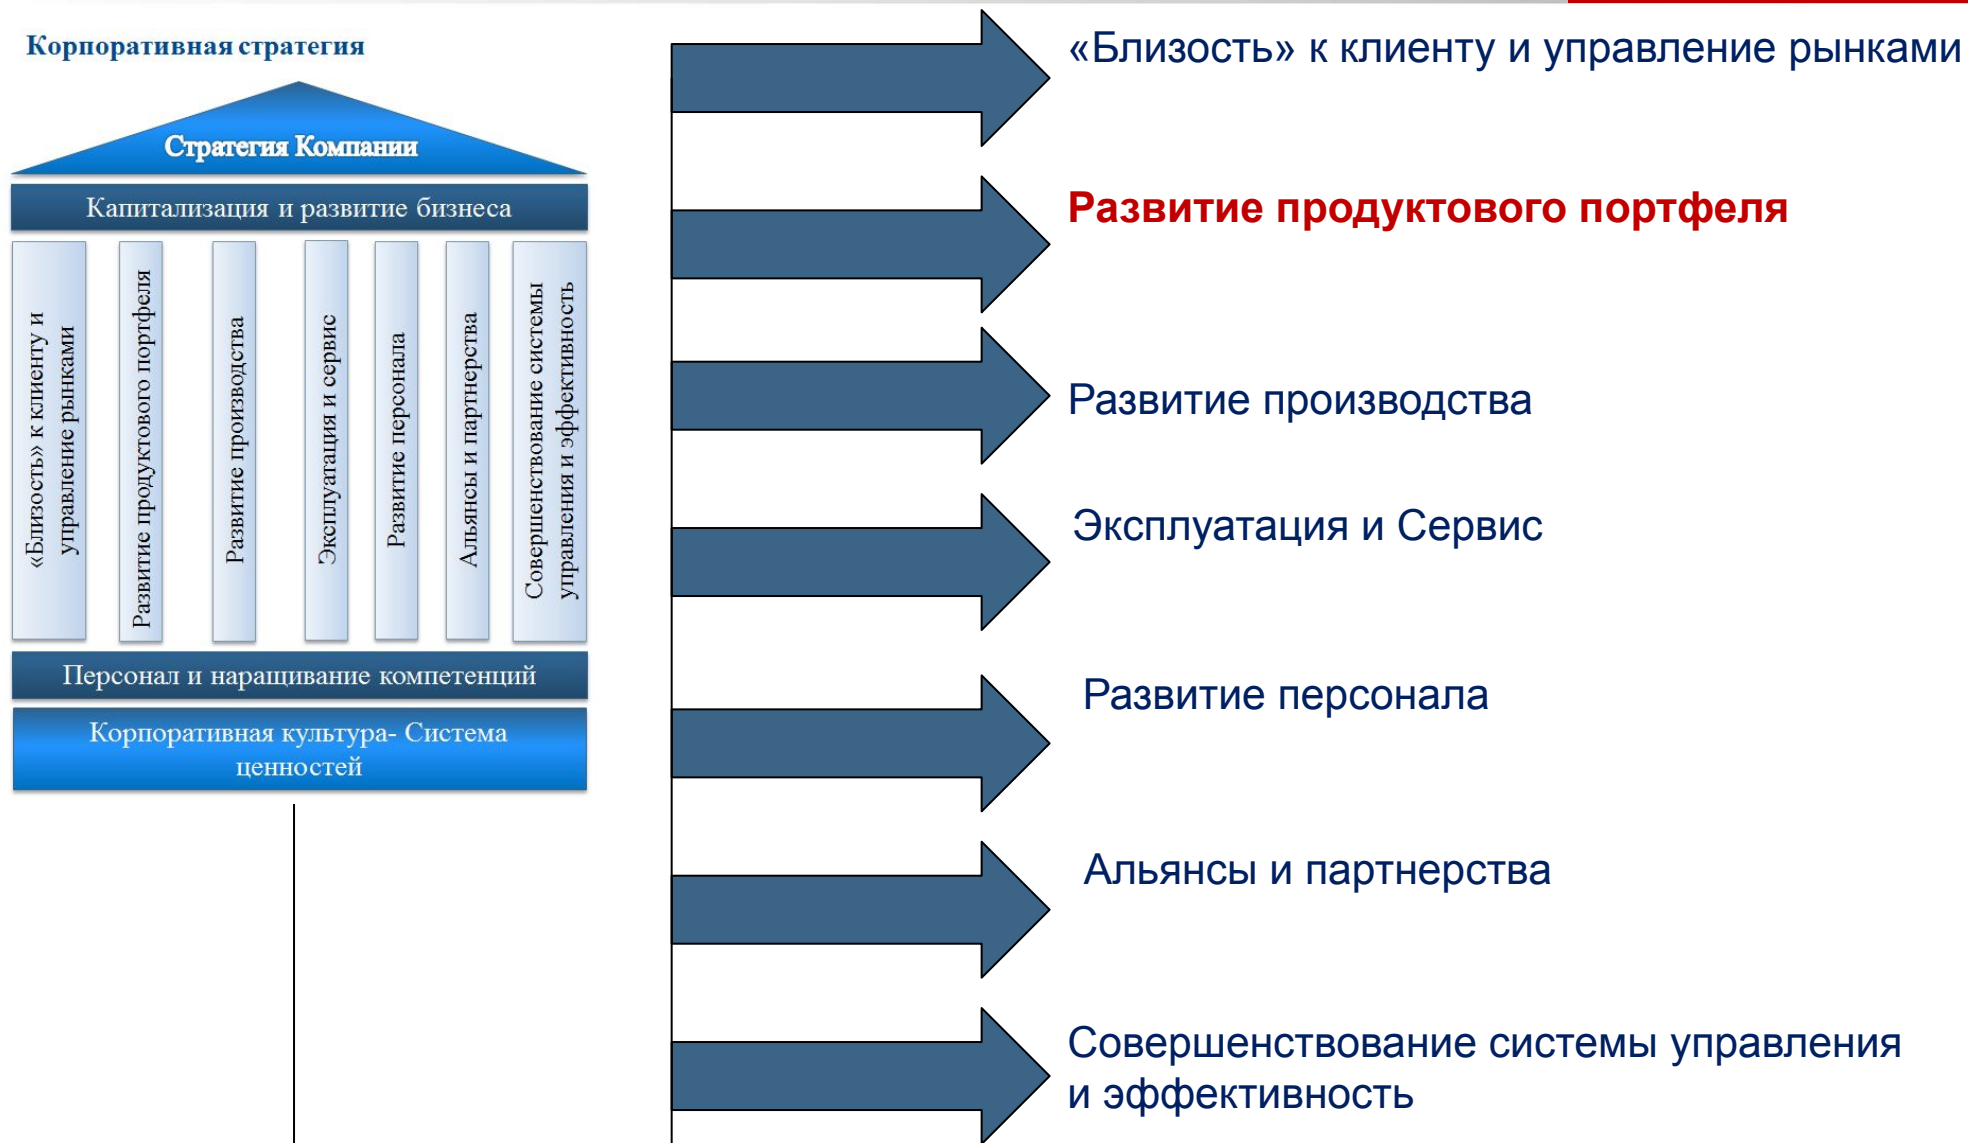 Корпоративная стратегия
Стратегия Компании
Капитализация и развитие бизнеса
«Близость» к клиенту и
управление рынками
Развитие продуктового портфеля
Развитие производства
Эксплуатация и сервис
Развитие персонала
Альянсы и партнерства
Совершенствование системы
управления и эффективность
Персонал и наращивание компетенций
Корпоративная культура- Система
ценностей
«Близость» к клиенту и управление рынками
Развитие продуктового портфеля
Развитие производства
Эксплуатация и Сервис
Развитие персонала
Альянсы и партнерства
Совершенствование системы управления
и эффективность